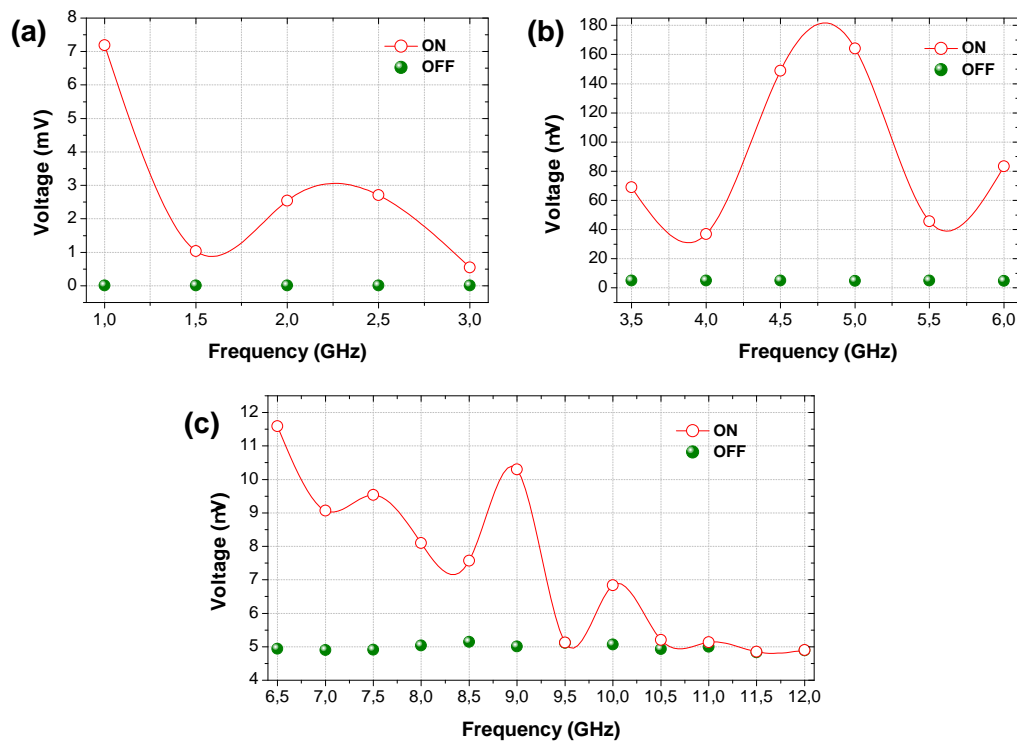 (a)
8
7
6
5
4
3
2
1
0
Voltage (mV)
1,0 1,5 2,0 2,5 3,0
Frequency (GHz)
ON
OFF
(b)
180
160
140
120
100
80
60
40
20
0
Voltage (mV)
3,5 4,0 4,5 5,0 5,5 6,0
Frequency (GHz)
ON
OFF
(c)
12
11
10
9
8
7
6
5
4
Voltage (mV)
6,5 7,0 7,5 8,0 8,5 9,0 9,5 10,0 10,5 11,0 11,5 12,0
Frequency (GHz)
ON
OFF